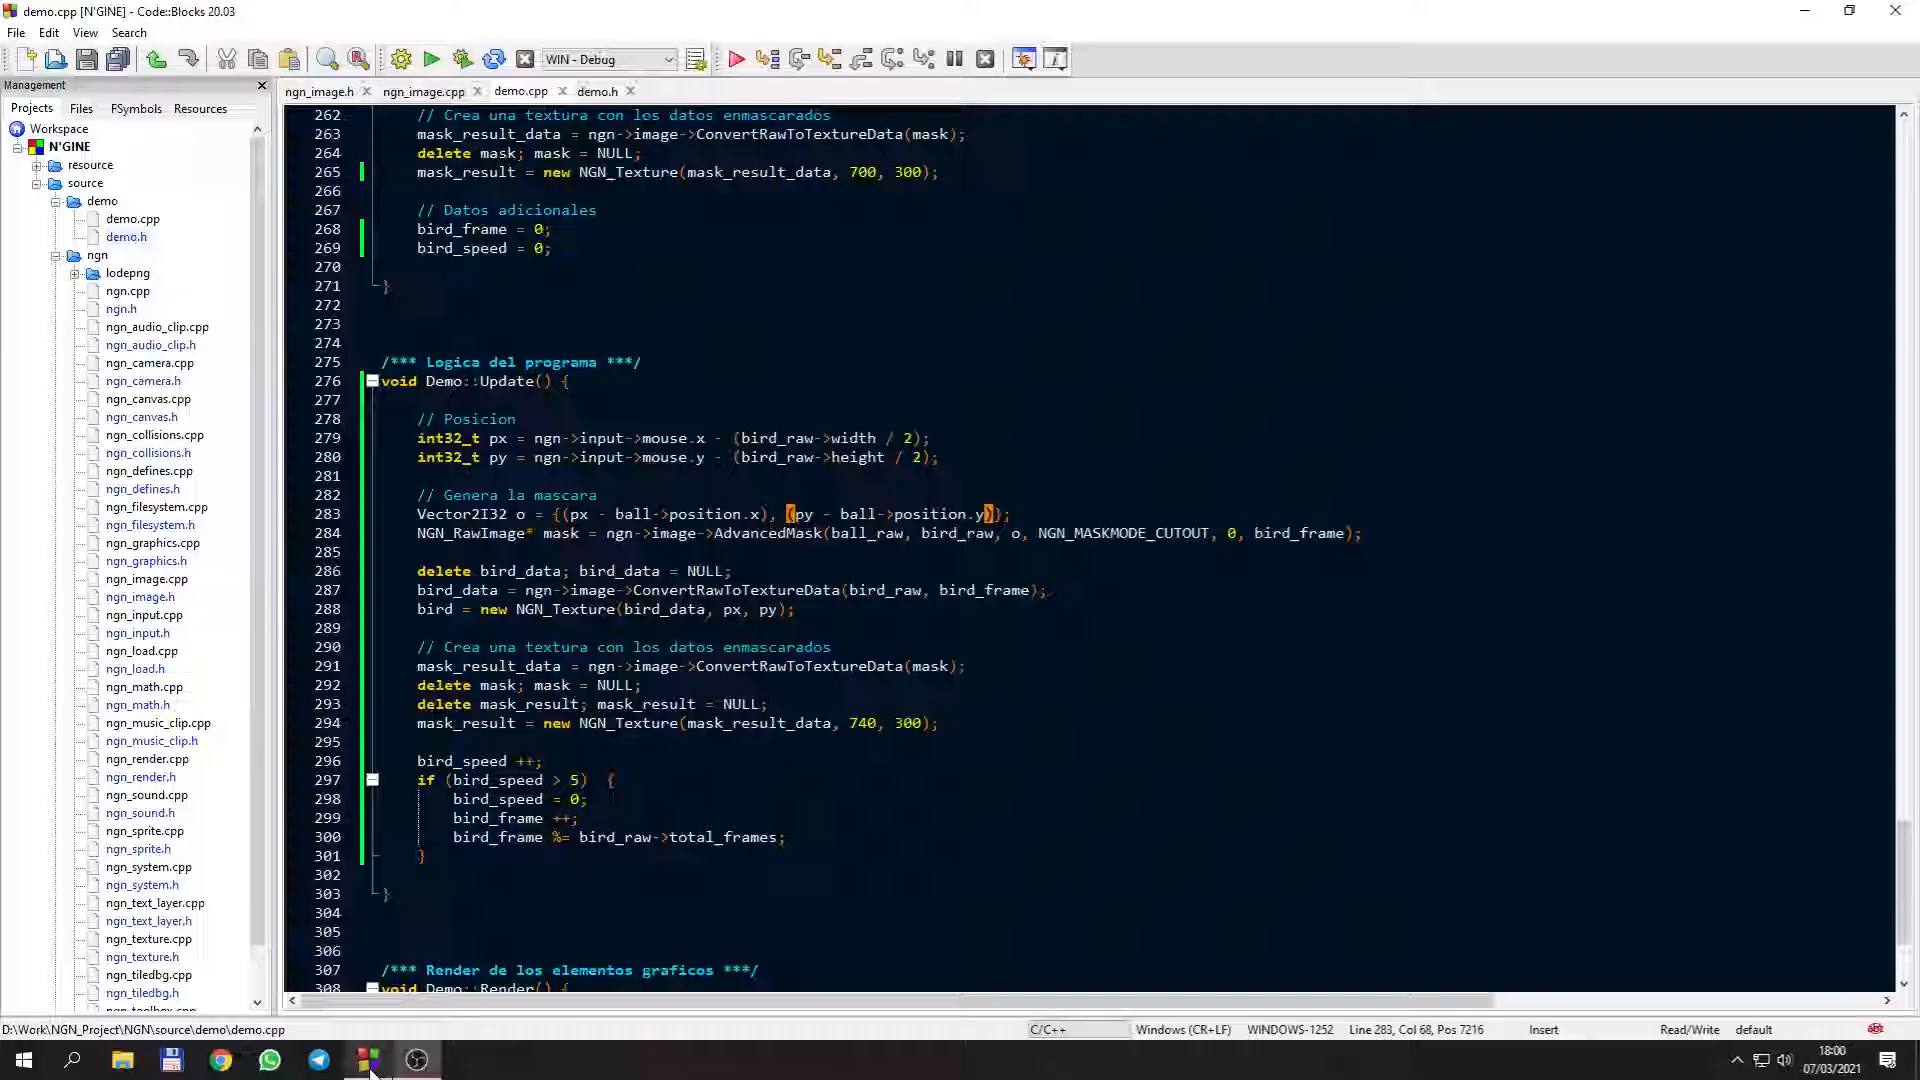 demo.cpp [N'GINE] - Code::Blocks 20.03
File Edit View Search
WIN - Debug
Management
Projects Files FSymbols Resources
Workspace
N'GINE
resource
source
demo
demo.cpp
demo.h
ngn
lodepng
ngn.cpp
ngn.h
ngn_audio_clip.cpp
ngn_audio_clip.h
ngn_camera.cpp
ngn_camera.h
ngn_canvas.cpp
ngn_canvas.h
ngn_collisions.cpp
ngn_collisions.h
ngn_defines.cpp
ngn_defines.h
ngn_filesystem.cpp
ngn_filesystem.h
ngn_graphics.cpp
ngn_graphics.h
ngn_image.cpp
ngn_image.h
ngn_input.cpp
ngn_input.h
ngn_load.cpp
ngn_load.h
ngn_math.cpp
ngn_math.h
ngn_music_clip.cpp
ngn_music_clip.h
ngn_render.cpp
ngn_render.h
ngn_sound.cpp
ngn_sound.h
ngn_sprite.cpp
ngn_sprite.h
ngn_system.cpp
ngn_system.h
ngn_text_layer.cpp
ngn_text_layer.h
ngn_texture.cpp
ngn_texture.h
ngn_tiledbg.cpp
ngn_tiledbg.h
ngn_toolbox.cpp
ngn_image.h ngn_image.cpp demo.cpp demo.h
262 // Crea una textura con los datos enmascarados
263 mask_result_data = ngn->image->ConvertRawToTextureData(mask);
264 delete mask; mask = NULL;
265 mask_result = new NGN_Texture(mask_result_data, 700, 300);
266
267 // Datos adicionales
268 bird_frame = 0;
269 bird_speed = 0;
270
271 }
272
273
274
275 /*** Logica del programa ***/
276 void Demo::Update() {
277
278 // Posicion
279 int32_t px = ngn->input->mouse.x - (bird_raw->width / 2);
280 int32_t py = ngn->input->mouse.y - (bird_raw->height / 2);
281
282 // Genera la mascara
283 Vector2I32 o = {(px - ball->position.x), (py - ball->position.y)};
284 NGN_RawImage* mask = ngn->image->AdvancedMask(ball_raw, bird_raw, o, NGN_MASKMODE_CUTOUT, 0, bird_frame);
285
286 delete bird_data; bird_data = NULL;
287 bird_data = ngn->image->ConvertRawToTextureData(bird_raw, bird_frame);
288 bird = new NGN_Texture(bird_data, px, py);
289
290 // Crea una textura con los datos enmascarados
291 mask_result_data = ngn->image->ConvertRawToTextureData(mask);
292 delete mask; mask = NULL;
293 delete mask_result; mask_result = NULL;
294 mask_result = new NGN_Texture(mask_result_data, 740, 300);
295
296 bird_speed ++;
297 if (bird_speed > 5) {
298 bird_speed = 0;
299 bird_frame ++;
300 bird_frame %= bird_raw->total_frames;
301 }
302
303 }
304
305
306
307 /*** Render de los elementos graficos ***/
308 void Demo::Render() {
D:\Work\NGN_Project\NGN\source\demo\demo.cpp C/C++ Windows (CR+LF) WINDOWS-1252 Line 283, Col 68, Pos 7216 Insert Read/Write default
18:00
07/03/2021